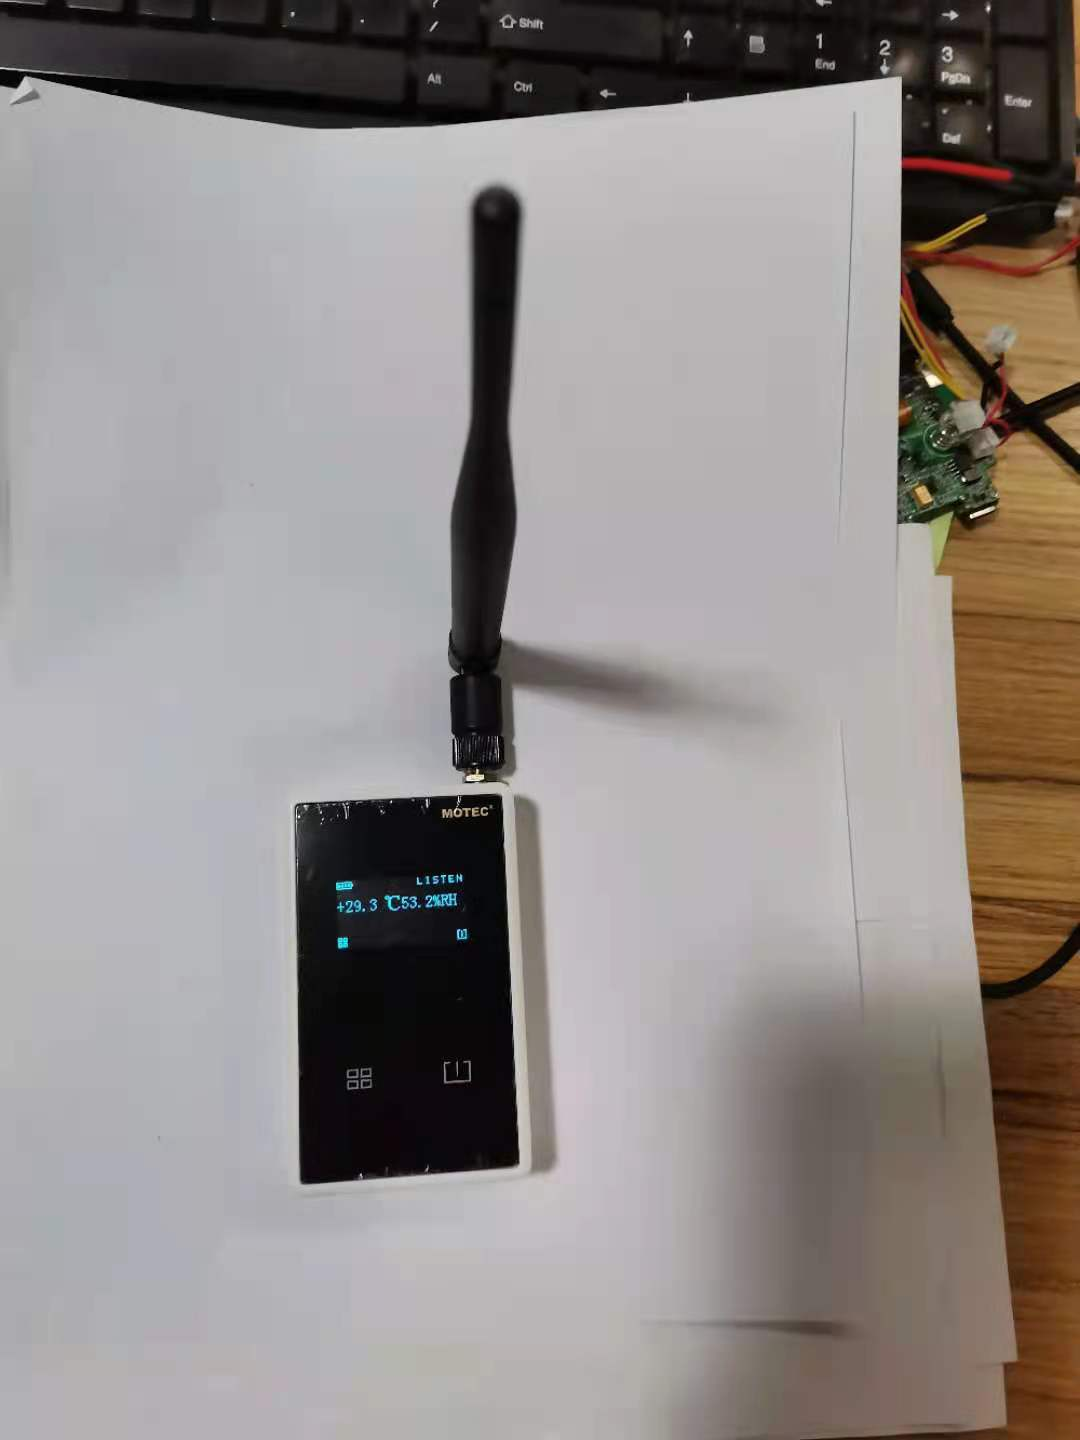 Shift
Alt
Ctrl
1
End
2
3
PgDn
Enter
Del
MOTEC
LISTEN
+29.3 ℃53.2%RH